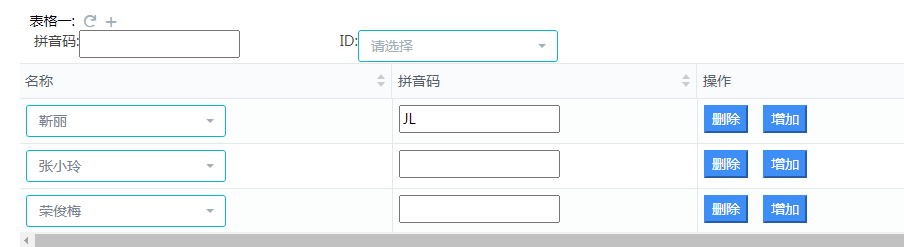 表格一:
拼音码: ID: 请选择
名称 拼音码 操作
靳丽 JL 删除 增加
张小玲 删除 增加
荣俊梅 删除 增加